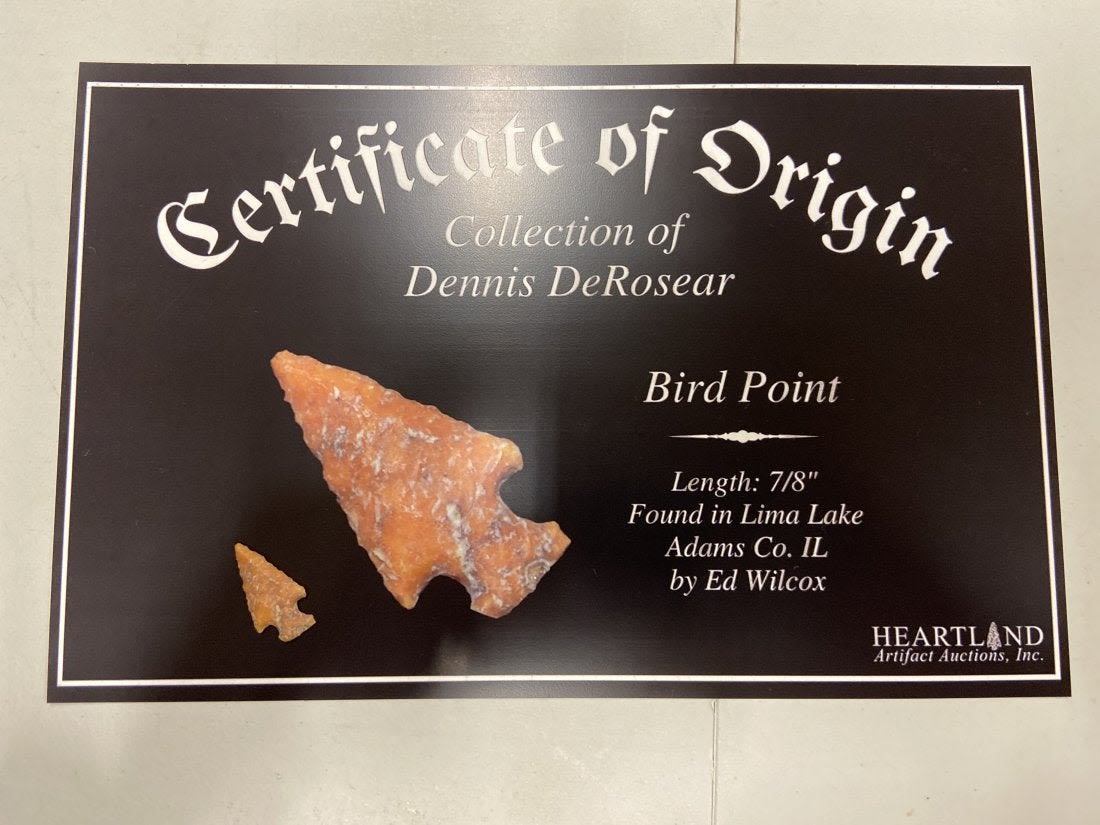 Certificate of Origin
Collection of
Dennis DeRosear
Bird Point
Length: 7/8"
Found in Lima Lake
Adams Co. IL
by Ed Wilcox
HEARTLAND
Artifact Auctions, Inc.